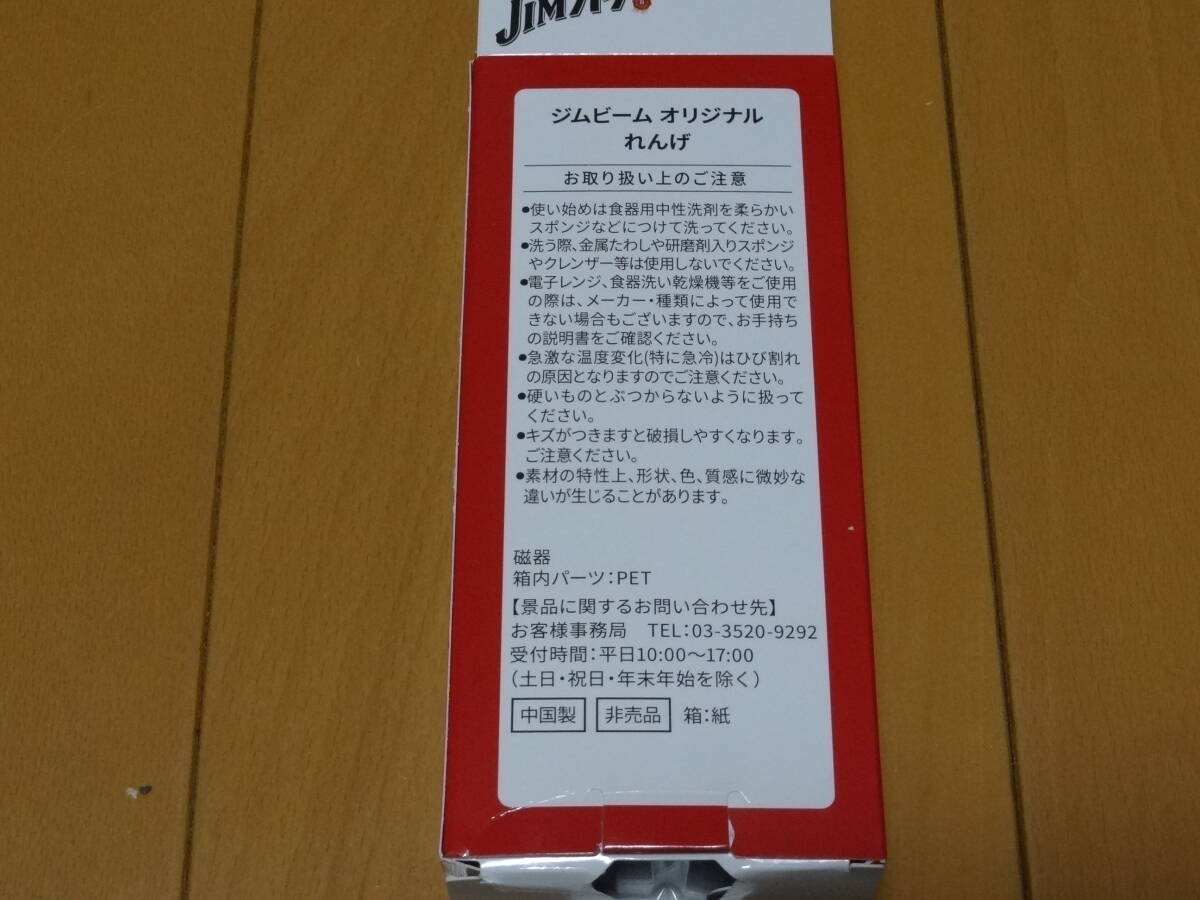 JIM
ジムビーム オリジナル
れんげ
お取り扱い上のご注意
●使い始めは食器用中性洗剤を柔らかい
スポンジなどにつけて洗ってください。
●洗う際、金属たわしや研磨剤入りスポンジ
やクレンザー等は使用しないでください。
●電子レンジ、食器洗い乾燥機等をご使用
の際は、メーカー・種類によって使用で
きない場合もございますので、お手持ち
の説明書をご確認ください。
●急激な温度変化(特に急冷)はひび割れ
の原因となりますのでご注意ください。
●硬いものとぶつからないように扱って
ください。
●キズがつきますと破損しやすくなります。
ご注意ください。
●素材の特性上、形状、色、質感に微妙な
違いが生じることがあります。
磁器
箱内パーツ：PET
【景品に関するお問い合わせ先】
お客様事務局　TEL：03-3520-9292
受付時間：平日10:00〜17:00
（土日・祝日・年末年始を除く）
中国製 非売品 箱：紙